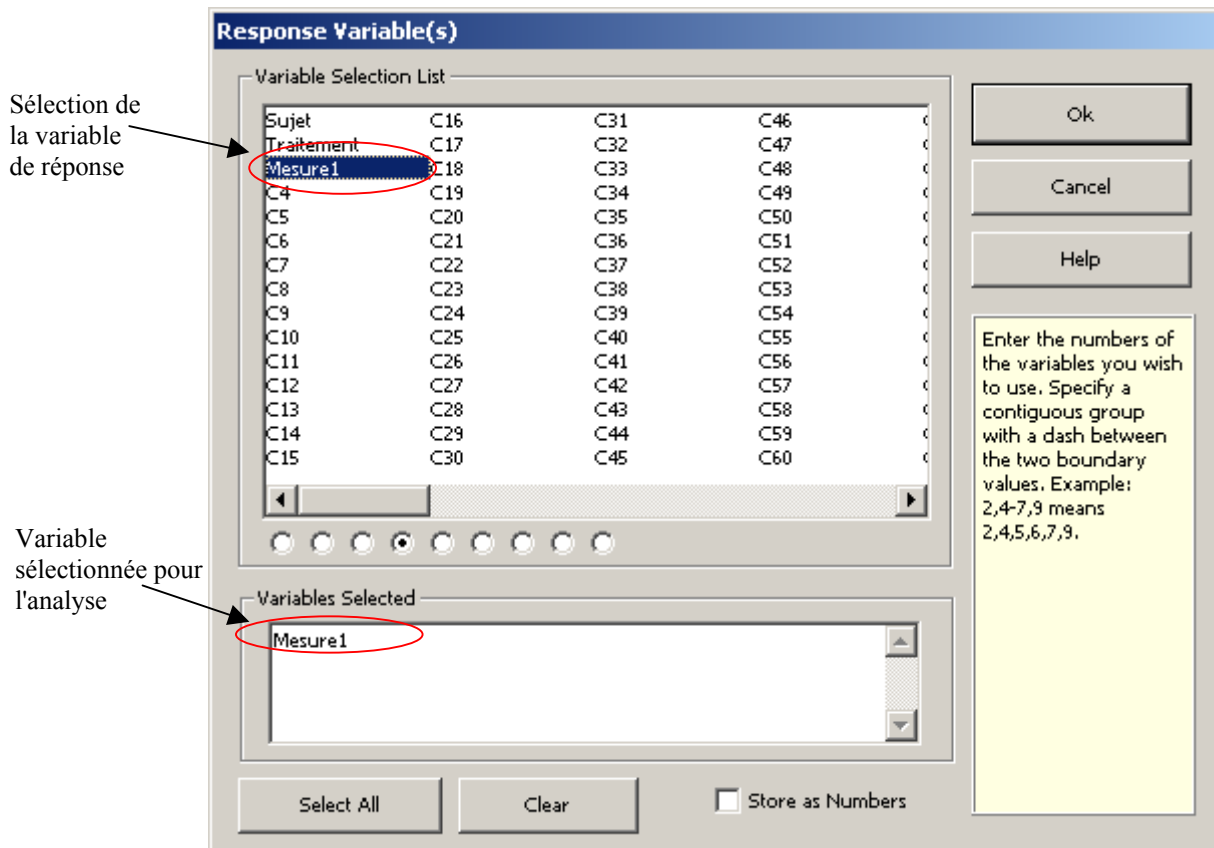 Response Variable(s)
Variable Selection List
Sélection de
la variable
de réponse
Sujet C16 C31 C46
Traitement C17 C32 C47
Mesure1 C18 C33 C48
C4 C19 C34 C49
C5 C20 C35 C50
C6 C21 C36 C51
C7 C22 C37 C52
C8 C23 C38 C53
C9 C24 C39 C54
C10 C25 C40 C55
C11 C26 C41 C56
C12 C27 C42 C57
C13 C28 C43 C58
C14 C29 C44 C59
C15 C30 C45 C60
Ok
Cancel
Help
Enter the numbers of
the variables you wish
to use. Specify a
contiguous group
with a dash between
the two boundary
values. Example:
2,4-7,9 means
2,4,5,6,7,9.
Variable
sélectionnée pour
l'analyse
Variables Selected
Mesure1
Select All
Clear
Store as Numbers